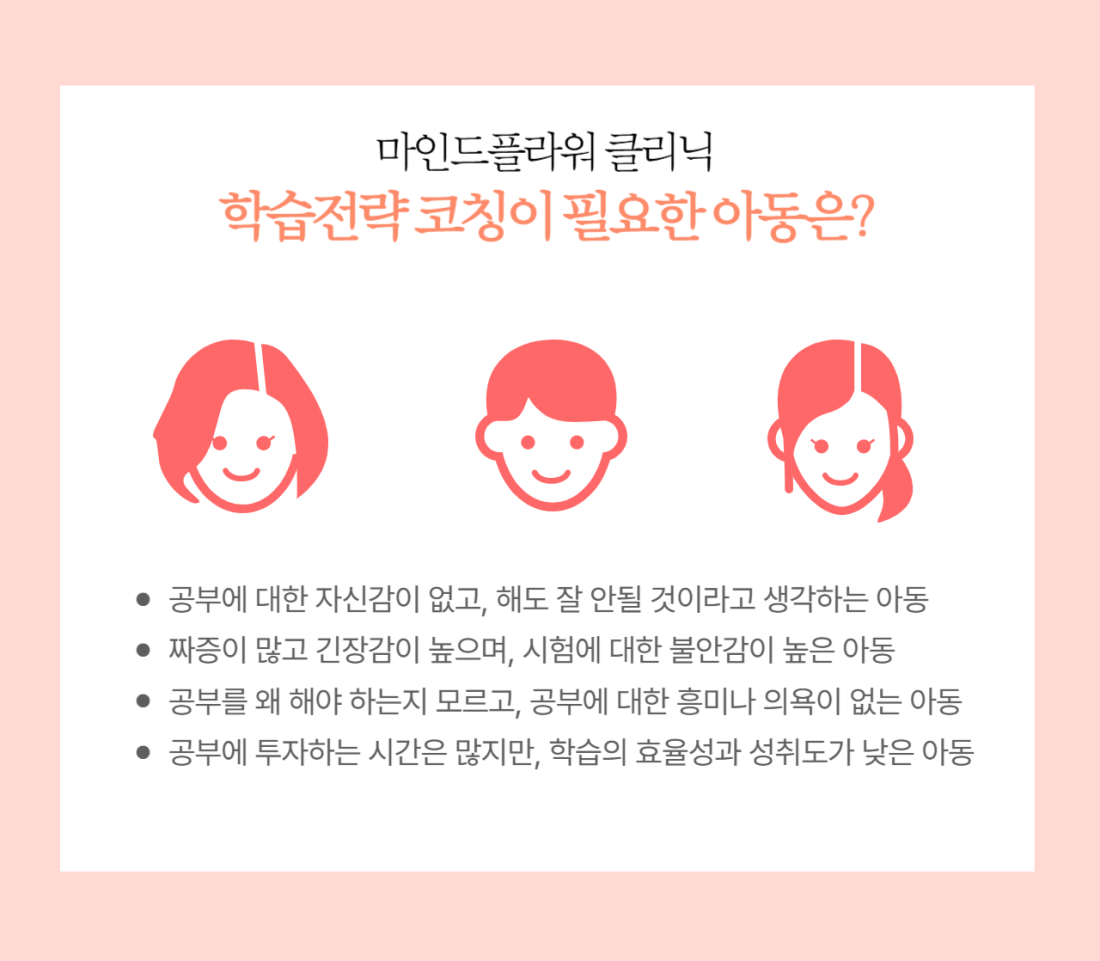 마인드플라워 클리닉
학습전략 코칭이 필요한 아동은?
● 공부에 대한 자신감이 없고, 해도 잘 안될 것이라고 생각하는 아동
● 짜증이 많고 긴장감이 높으며, 시험에 대한 불안감이 높은 아동
● 공부를 왜 해야 하는지 모르고, 공부에 대한 흥미나 의욕이 없는 아동
● 공부에 투자하는 시간은 많지만, 학습의 효율성과 성취도가 낮은 아동